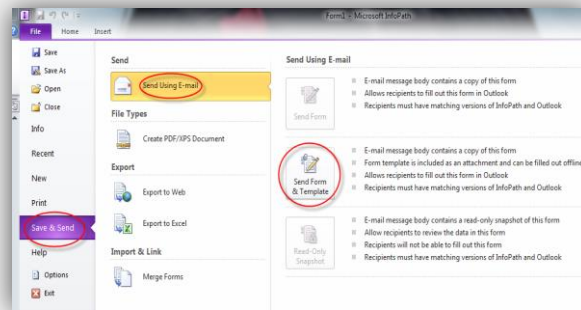 Form1 - Microsoft InfoPath
File Home Insert
Save
Save As
Open
Close
Info
Recent
New
Print
Save & Send
Help
Options
Exit
Send
Send Using E-mail
File Types
Create PDF/XPS Document
Export
Export to Web
Export to Excel
Import & Link
Merge Forms
Send Using E-mail
Send Form
E-mail message body contains a copy of this form
Allows recipients to fill out this form in Outlook
Recipients must have matching versions of InfoPath and Outlook
Send Form
& Template
E-mail message body contains a copy of this form
Form template is included as an attachment and can be filled out offline
Allows recipients to fill out this form in Outlook
Recipients must have matching versions of InfoPath and Outlook
Read-Only
Snapshot
E-mail message body contains a read-only snapshot of this form
Allow recipients to review the data in this form
Recipients will not be able to fill out this form
Recipients must have matching versions of InfoPath and Outlook